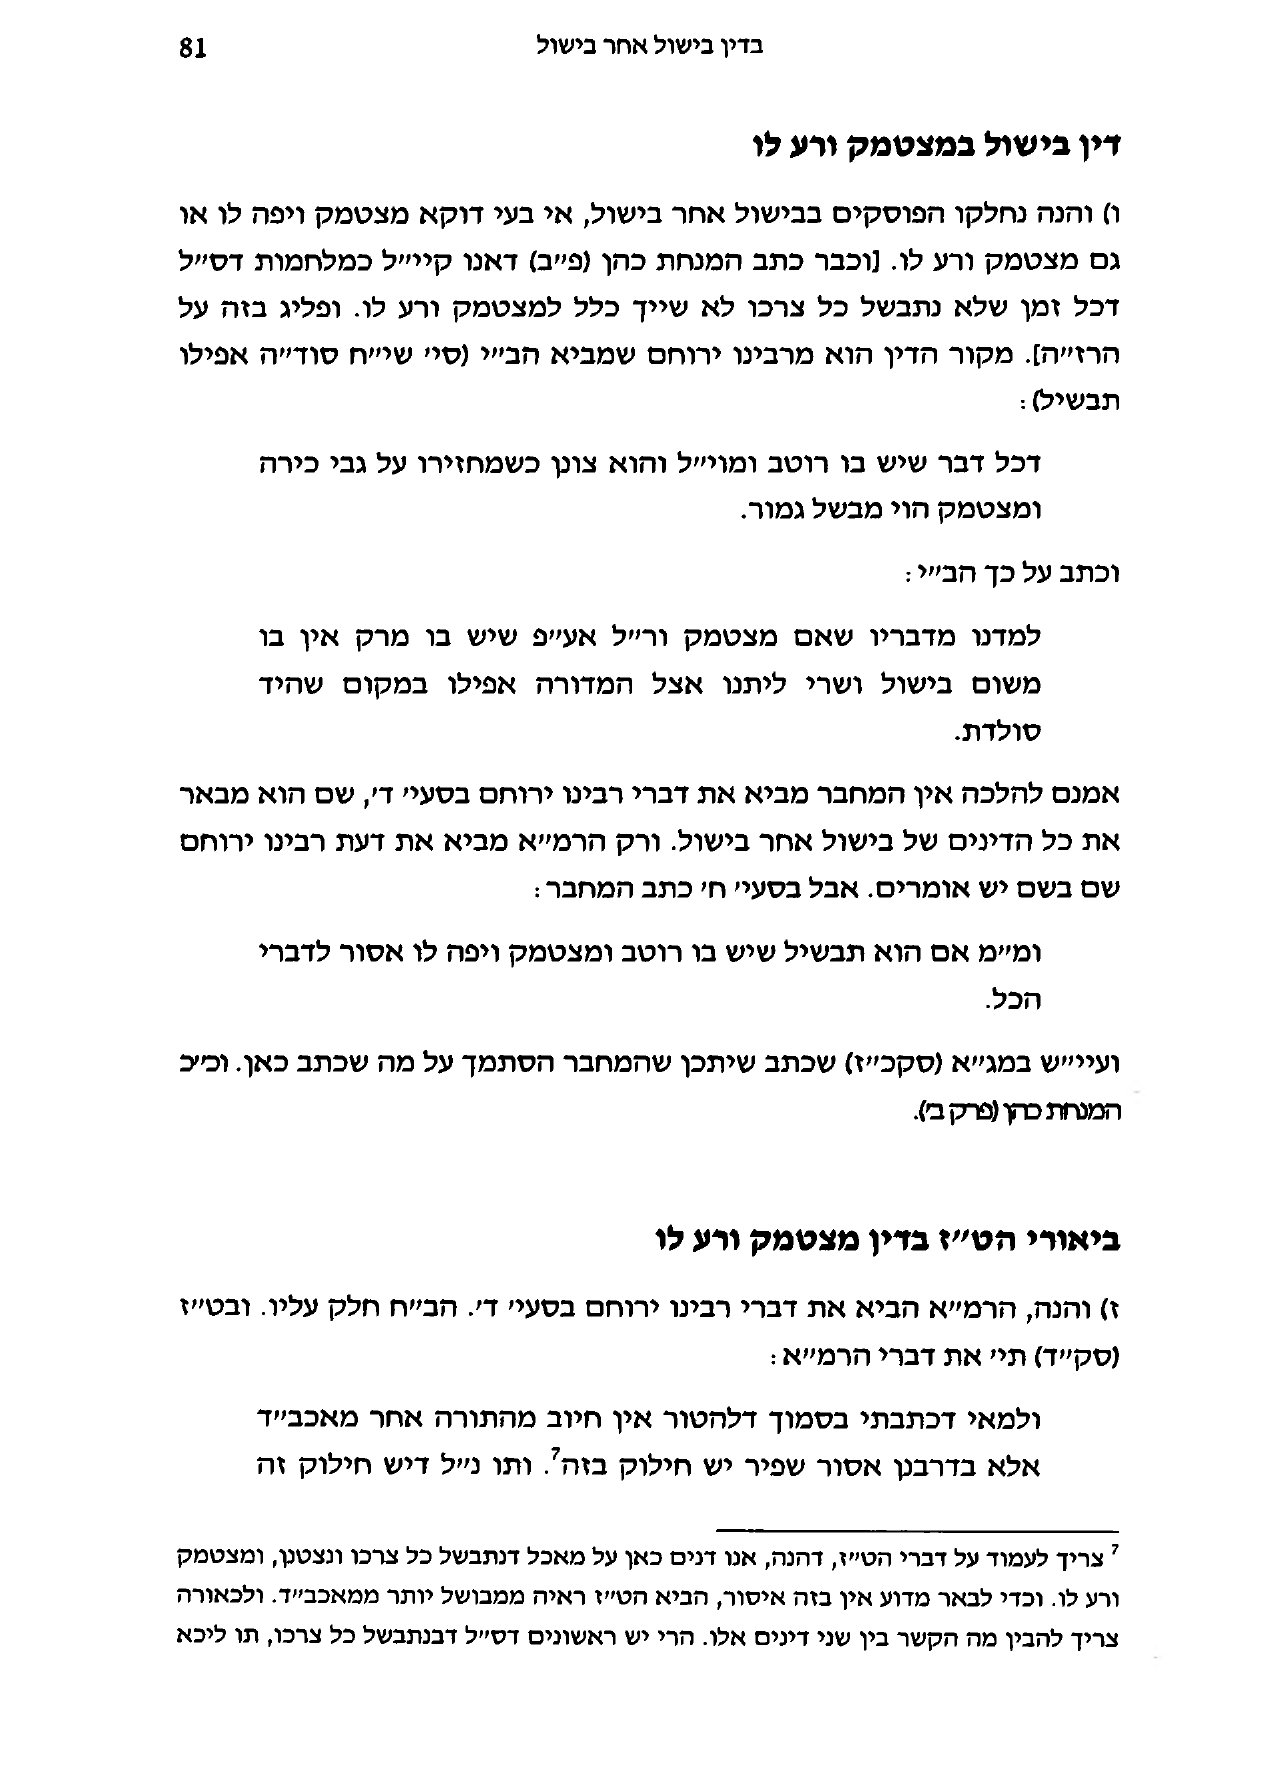 בדין בישול אחר בישול 81
דין בישול במצטמק ורע לו
ו) והנה נחלקו הפוסקים בבישול אחר בישול, אי בעי דוקא מצטמק ויפה לו או
גם מצטמק ורע לו. [וכבר כתב המנחת כהן (פ״ב) דאנו קיי״ל כמלחמות דס״ל
דכל זמן שלא נתבשל כל צרכו לא שייך כלל למצטמק ורע לו. ופליג בזה על
הרז״ה]. מקור הדין הוא מרבינו ירוחם שמביא הב״י (סי׳ שי״ח סוד״ה אפילו
תבשיל):
דכל דבר שיש בו רוטב ומוי״ל והוא צונן כשמחזירו על גבי כירה
ומצטמק הוי מבשל גמור.
וכתב על כך הב״י:
למדנו מדבריו שאם מצטמק ור״ל אע״פ שיש בו מרק אין בו
משום בישול ושרי ליתנו אצל המדורה אפילו במקום שהיד
סולדת.
אמנם להלכה אין המחבר מביא את דברי רבינו ירוחם בסעי׳ ד׳, שם הוא מבאר
את כל הדינים של בישול אחר בישול. ורק הרמ״א מביא את דעת רבינו ירוחם
שם בשם יש אומרים. אבל בסעי׳ ח׳ כתב המחבר:
ומ״מ אם הוא תבשיל שיש בו רוטב ומצטמק ויפה לו אסור לדברי
הכל.
ועיי״ש במג״א (סקכ״ז) שכתב שיתכן שהמחבר הסתמך על מה שכתב כאן. וכ״כ
המנחת כהן (פרק ב׳).
ביאורי הט״ז בדין מצטמק ורע לו
ז) והנה, הרמ״א הביא את דברי רבינו ירוחם בסעי׳ ד׳. הב״ח חלק עליו. ובט״ז
(סק״ד) תי׳ את דברי הרמ״א:
ולמאי דכתבתי בסמוך דלהטור אין חיוב מהתורה אחר מאכב״ד
אלא בדרבנן אסור שפיר יש חילוק בזה⁷. ותו נ״ל דיש חילוק זה
⁷ צריך לעמוד על דברי הט״ז, דהנה, אנו דנים כאן על מאכל דנתבשל כל צרכו ונצטנן, ומצטמק
ורע לו. וכדי לבאר מדוע אין בזה איסור, הביא הט״ז ראיה ממבושל יותר ממאכב״ד. ולכאורה
צריך להבין מה הקשר בין שני דינים אלו. הרי יש ראשונים דס״ל דבנתבשל כל צרכו, תו ליכא